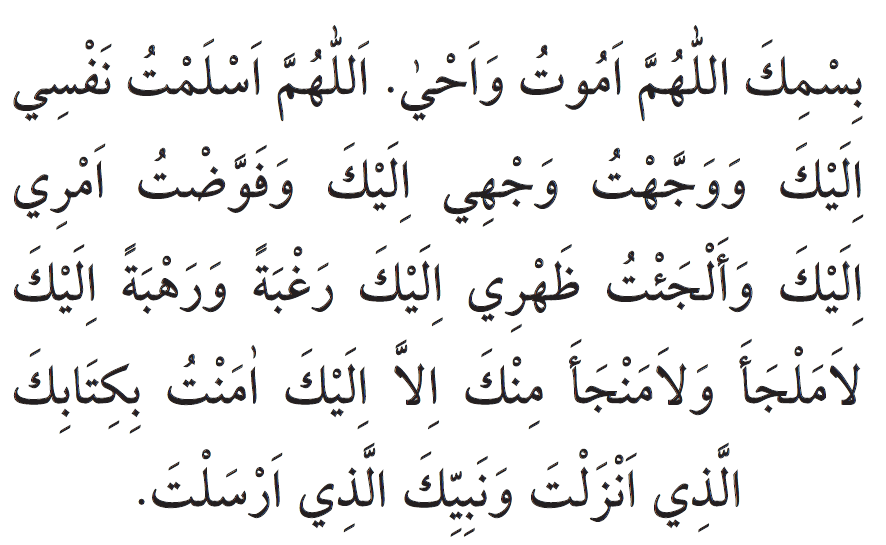 بِسْمِكَ اللّٰهُمَّ اَمُوتُ وَاَحْيٰ. اَللّٰهُمَّ اَسْلَمْتُ نَفْسِي
اِلَيْكَ وَوَجَّهْتُ وَجْهِي اِلَيْكَ وَفَوَّضْتُ اَمْرِي
اِلَيْكَ وَأَلْجَئْتُ ظَهْرِي اِلَيْكَ رَغْبَةً وَرَهْبَةً اِلَيْكَ
لاَمَلْجَأَ وَلاَمَنْجَأَ مِنْكَ اِلاَّ اِلَيْكَ اٰمَنْتُ بِكِتَابِكَ
الَّذِي اَنْزَلْتَ وَنَبِيِّكَ الَّذِي اَرْسَلْتَ.